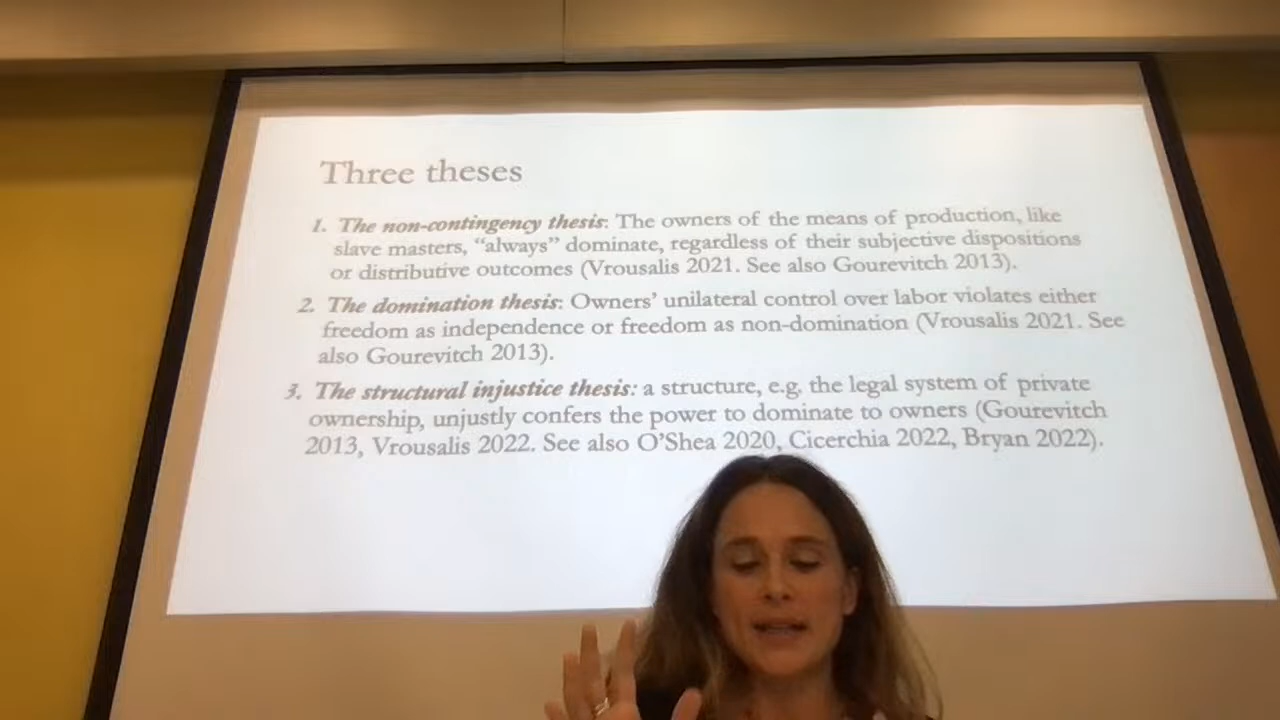 Three theses
1. The non-contingency thesis: The owners of the means of production, like
slave masters, “always” dominate, regardless of their subjective dispositions
or distributive outcomes (Vrousalis 2021. See also Gourevitch 2013).
2. The domination thesis: Owners’ unilateral control over labor violates either
freedom as independence or freedom as non-domination (Vrousalis 2021. See
also Gourevitch 2013).
3. The structural injustice thesis: a structure, e.g. the legal system of private
ownership, unjustly confers the power to dominate to owners (Gourevitch
2013, Vrousalis 2022. See also O’Shea 2020, Cicerchia 2022, Bryan 2022).